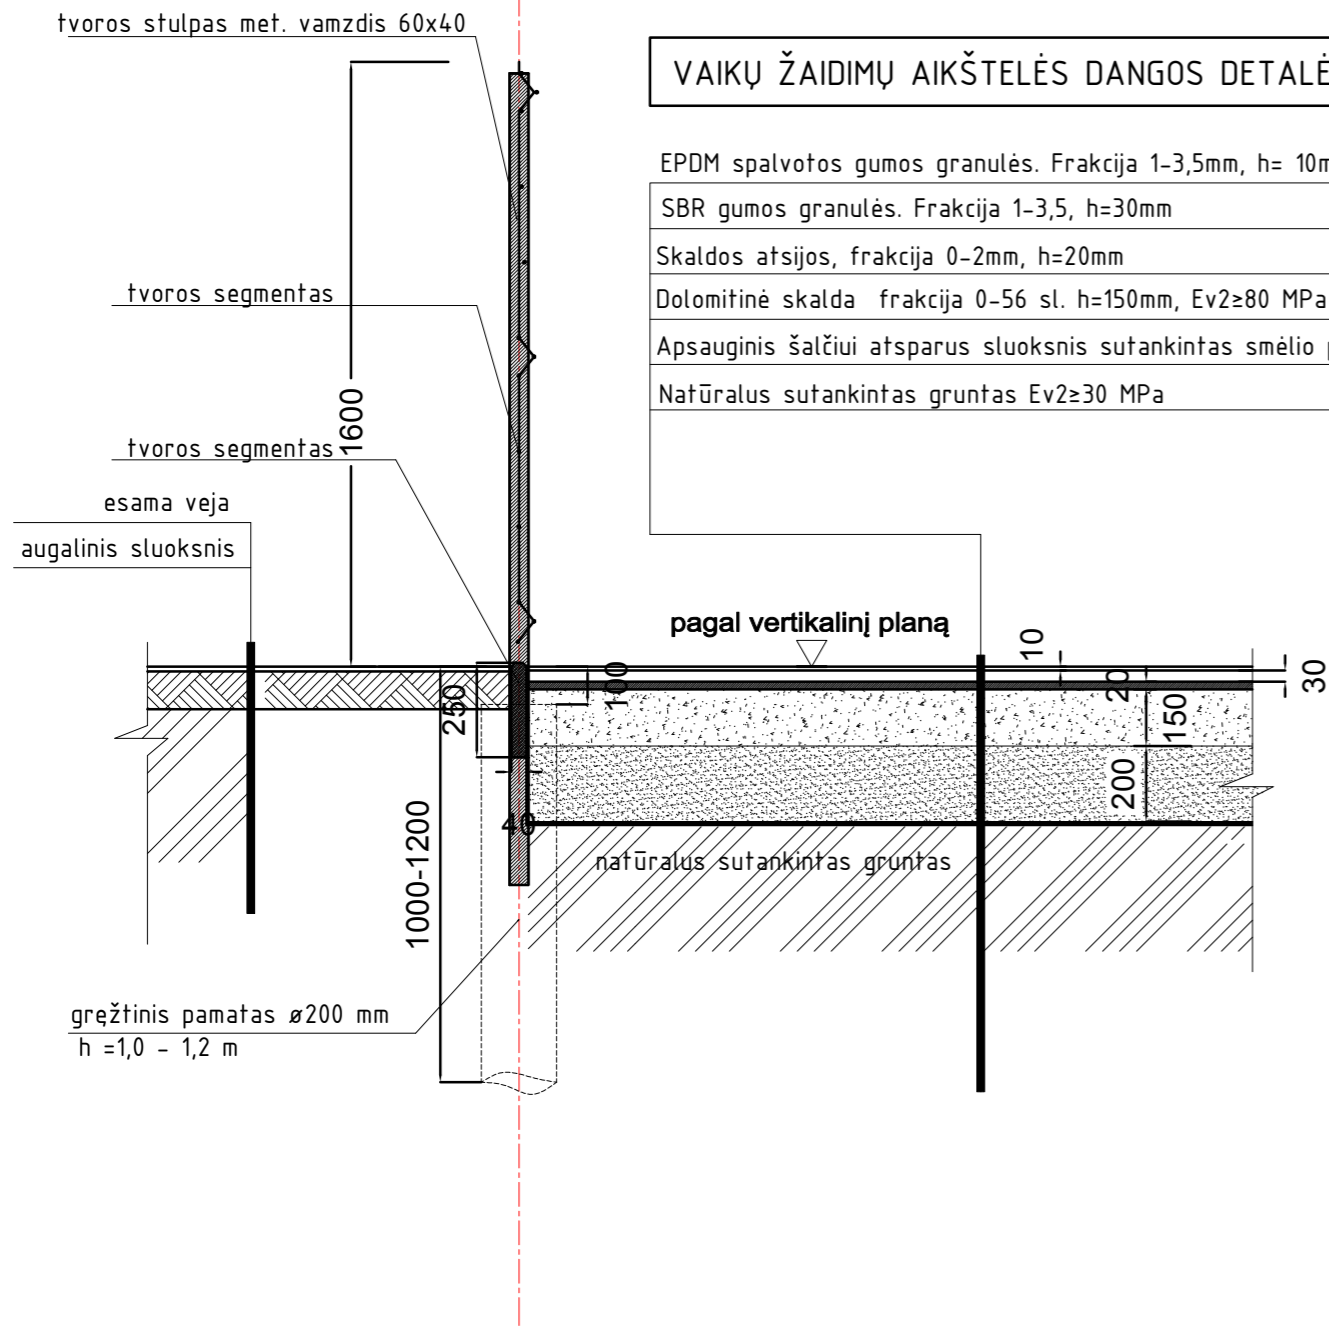 tvoros stulpas met. vamzdis 60x40
VAIKŲ ŽAIDIMŲ AIKŠTELĖS DANGOS DETALĖ
EPDM spalvotos gumos granulės. Frakcija 1-3,5mm, h= 10m
SBR gumos granulės. Frakcija 1-3,5, h=30mm
Skaldos atsijos, frakcija 0-2mm, h=20mm
Dolomitinė skalda frakcija 0-56 sl. h=150mm, Ev2≥80 MPa
Apsauginis šalčiui atsparus sluoksnis sutankintas smėlio p
Natūralus sutankintas gruntas Ev2≥30 MPa
tvoros segmentas
1600
tvoros segmentas
esama veja
augalinis sluoksnis
pagal vertikalinį planą
10
30
20
100
250
150
200
40
1000-1200
natūralus sutankintas gruntas
gręžtinis pamatas ø200 mm
h =1,0 - 1,2 m